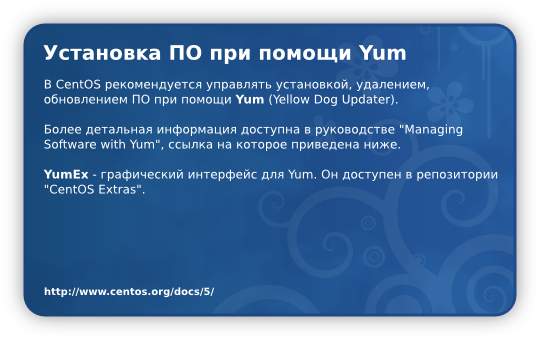 Установка ПО при помощи Yum
В CentOS рекомендуется управлять установкой, удалением,
обновлением ПО при помощи Yum (Yellow Dog Updater).
Более детальная информация доступна в руководстве "Managing
Software with Yum", ссылка на которое приведена ниже.
YumEx - графический интерфейс для Yum. Он доступен в репозитории
"CentOS Extras".
http://www.centos.org/docs/5/